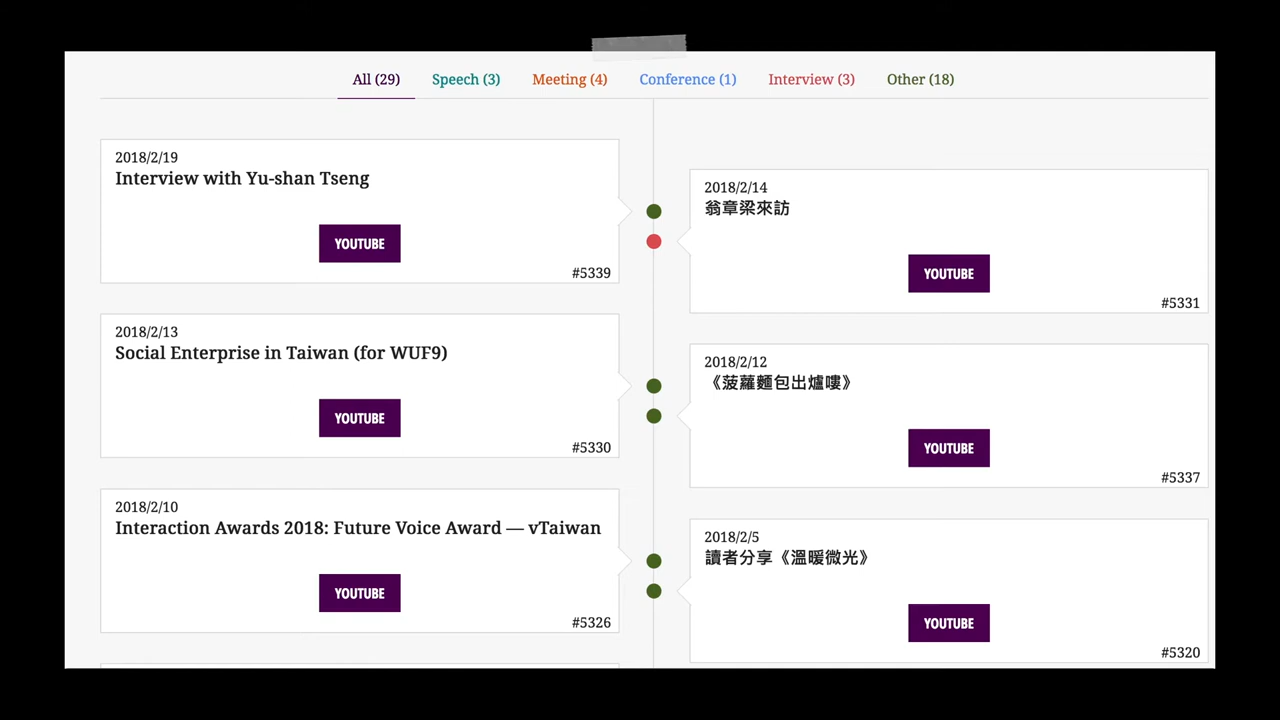 All (29)
Speech (3)
Meeting (4)
Conference (1)
Interview (3)
Other (18)
2018/2/19
Interview with Yu-shan Tseng
YOUTUBE
#5339
2018/2/14
翁章梁來訪
YOUTUBE
#5331
2018/2/13
Social Enterprise in Taiwan (for WUF9)
YOUTUBE
#5330
2018/2/12
《菠蘿麵包出爐嘍》
YOUTUBE
#5337
2018/2/10
Interaction Awards 2018: Future Voice Award — vTaiwan
YOUTUBE
#5326
2018/2/5
讀者分享《溫暖微光》
YOUTUBE
#5320